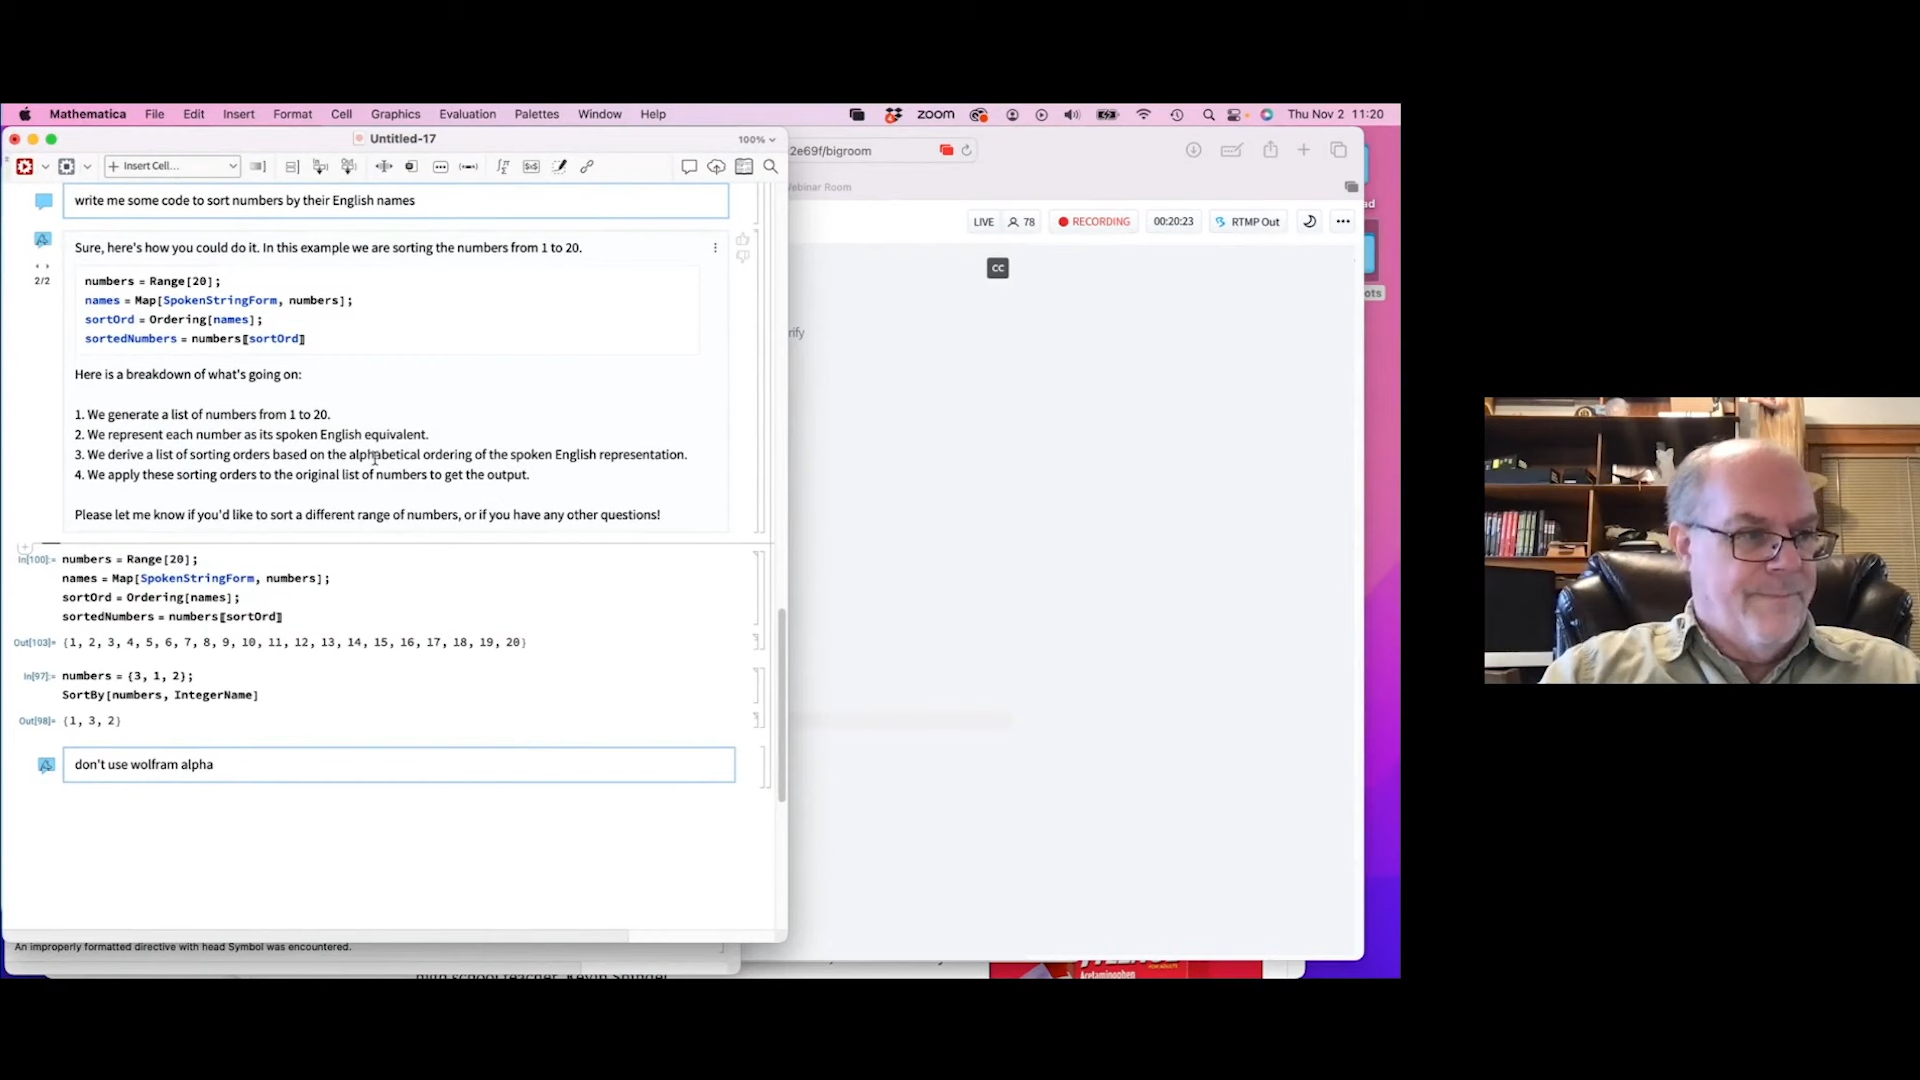 Mathematica File Edit Insert Format Cell Graphics Evaluation Palettes Window Help zoom Thu Nov 2 11:20
Untitled-17
100%
Insert Cell...
2e69f/bigroom
Webinar Room
write me some code to sort numbers by their English names
LIVE 78 RECORDING 00:20:23 RTMP Out
CC
Sure, here's how you could do it. In this example we are sorting the numbers from 1 to 20.
2/2
numbers = Range[20];
names = Map[SpokenStringForm, numbers];
sortOrd = Ordering[names];
sortedNumbers = numbers⟦sortOrd⟧
Here is a breakdown of what's going on:
1. We generate a list of numbers from 1 to 20.
2. We represent each number as its spoken English equivalent.
3. We derive a list of sorting orders based on the alphabetical ordering of the spoken English representation.
4. We apply these sorting orders to the original list of numbers to get the output.
Please let me know if you'd like to sort a different range of numbers, or if you have any other questions!
In[100]:= numbers = Range[20];
names = Map[SpokenStringForm, numbers];
sortOrd = Ordering[names];
sortedNumbers = numbers⟦sortOrd⟧
Out[103]= {1, 2, 3, 4, 5, 6, 7, 8, 9, 10, 11, 12, 13, 14, 15, 16, 17, 18, 19, 20}
In[97]:= numbers = {3, 1, 2};
SortBy[numbers, IntegerName]
Out[98]= {1, 3, 2}
don't use wolfram alpha
An improperly formatted directive with head Symbol was encountered.
school teacher, Kevin
Acetaminophen